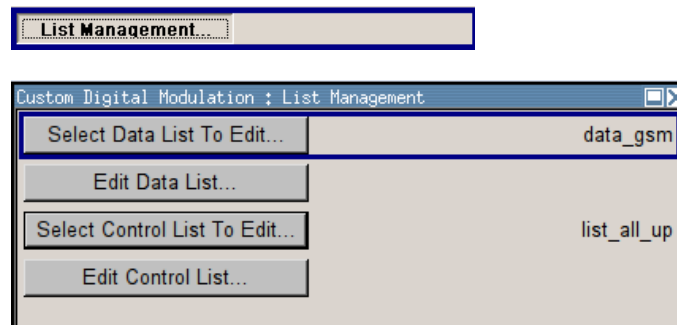 List Management...
Custom Digital Modulation : List Management
Select Data List To Edit... data_gsm
Edit Data List...
Select Control List To Edit... list_all_up
Edit Control List...